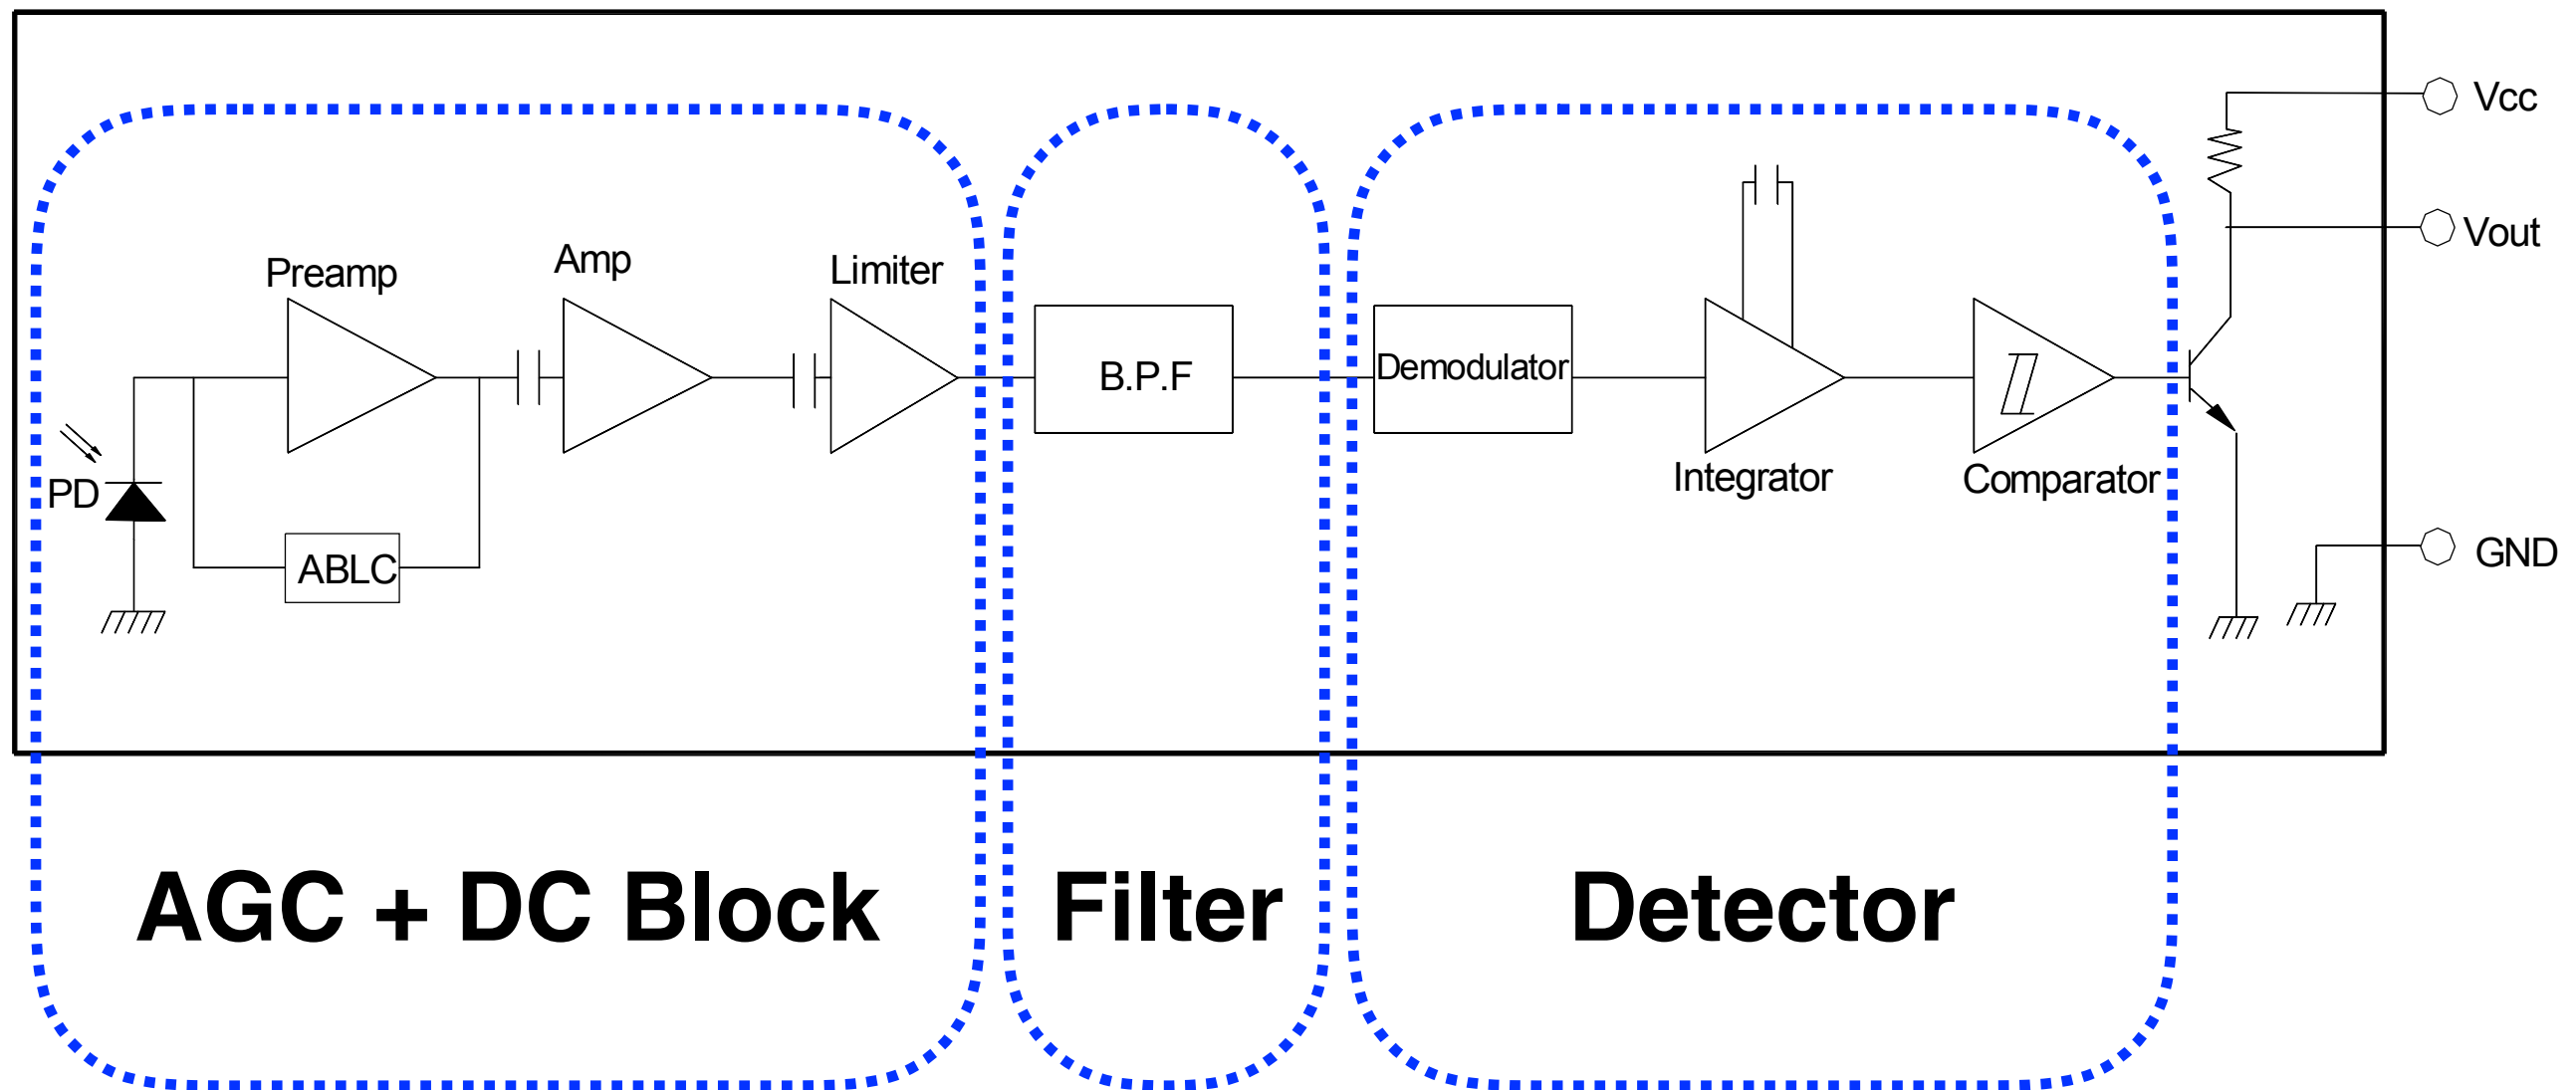 Vcc
Vout
Preamp
Amp
Limiter
B.P.F
Demodulator
PD
Integrator
Comparator
ABLC
GND
AGC + DC Block
Filter
Detector